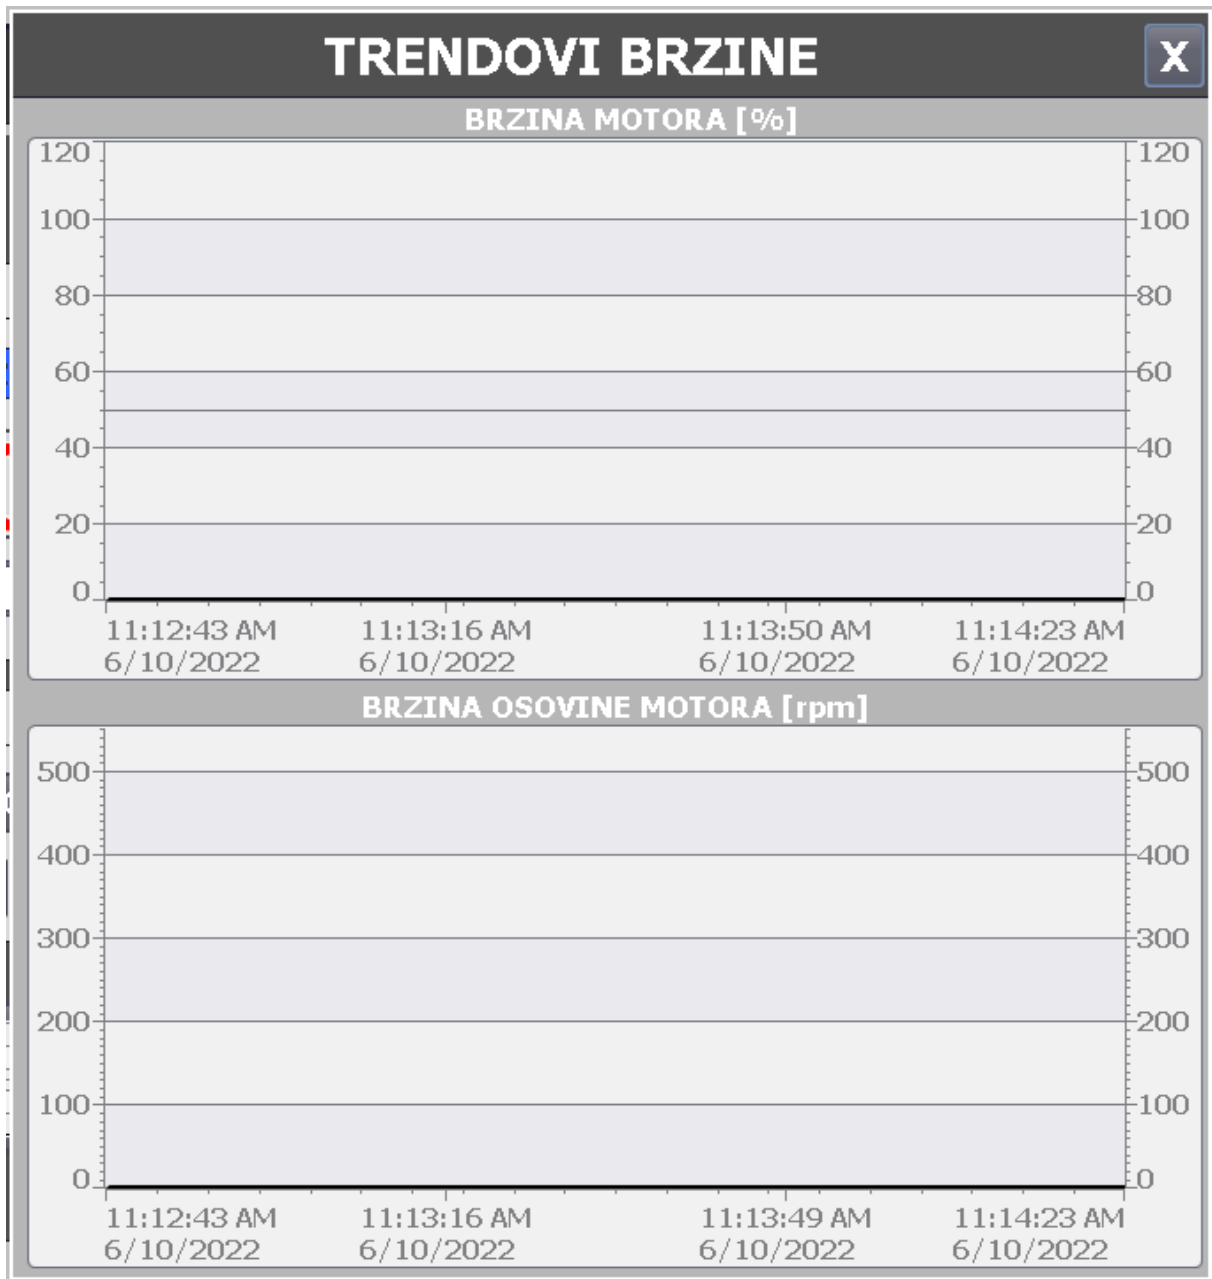 TRENDOVI BRZINE X
BRZINA MOTORA [%]
120 120
100 100
80 80
60 60
40 40
20 20
0 0
11:12:43 AM 11:13:16 AM 11:13:50 AM 11:14:23 AM
6/10/2022 6/10/2022 6/10/2022 6/10/2022
BRZINA OSOVINE MOTORA [rpm]
500 500
400 400
300 300
200 200
100 100
0 0
11:12:43 AM 11:13:16 AM 11:13:49 AM 11:14:23 AM
6/10/2022 6/10/2022 6/10/2022 6/10/2022